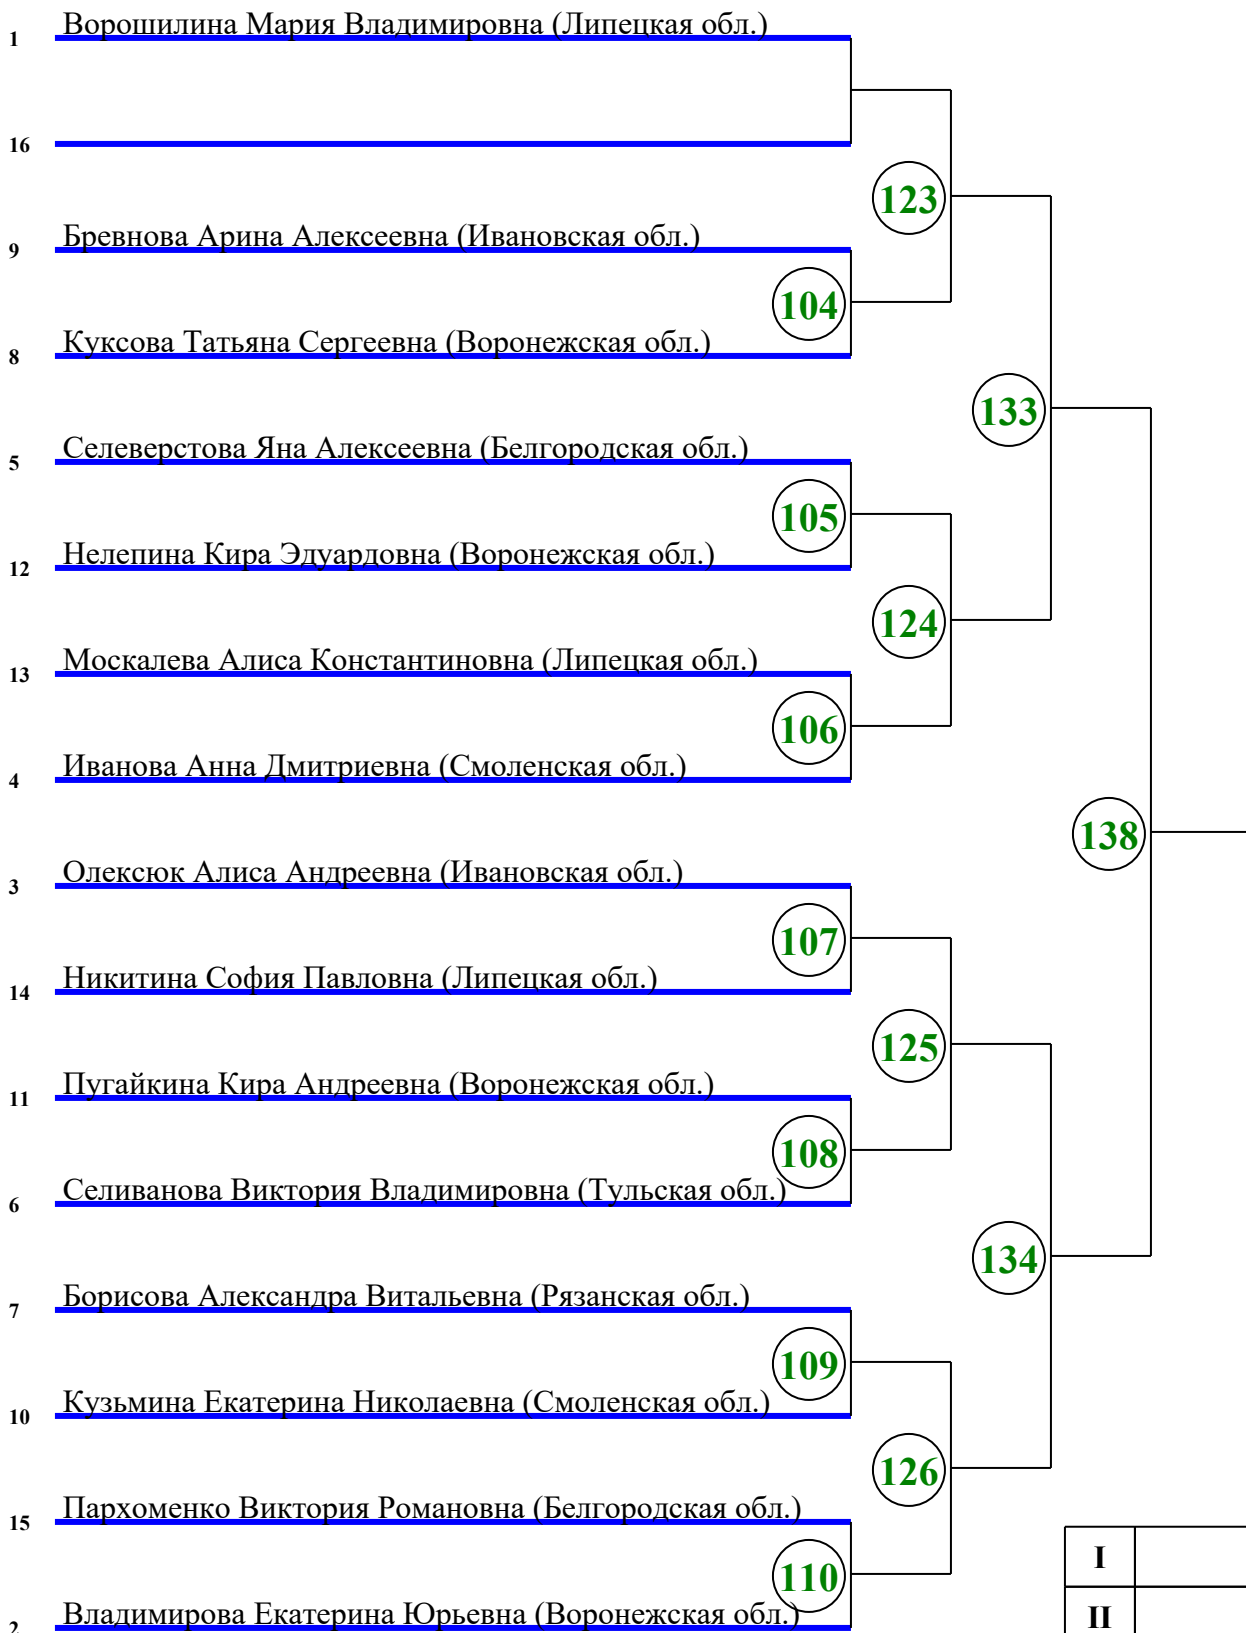 1 Ворошилина Мария Владимировна (Липецкая обл.)
16
123
9 Бревнова Арина Алексеевна (Ивановская обл.)
104
8 Куксова Татьяна Сергеевна (Воронежская обл.)
133
5 Селеверстова Яна Алексеевна (Белгородская обл.)
105
12 Нелепина Кира Эдуардовна (Воронежская обл.)
124
13 Москалева Алиса Константиновна (Липецкая обл.)
106
4 Иванова Анна Дмитриевна (Смоленская обл.)
138
3 Олексюк Алиса Андреевна (Ивановская обл.)
107
14 Никитина София Павловна (Липецкая обл.)
125
11 Пугайкина Кира Андреевна (Воронежская обл.)
108
6 Селиванова Виктория Владимировна (Тульская обл.)
134
7 Борисова Александра Витальевна (Рязанская обл.)
109
10 Кузьмина Екатерина Николаевна (Смоленская обл.)
126
15 Пархоменко Виктория Романовна (Белгородская обл.)
I
110
2 Владимирова Екатерина Юрьевна (Воронежская обл.)
II